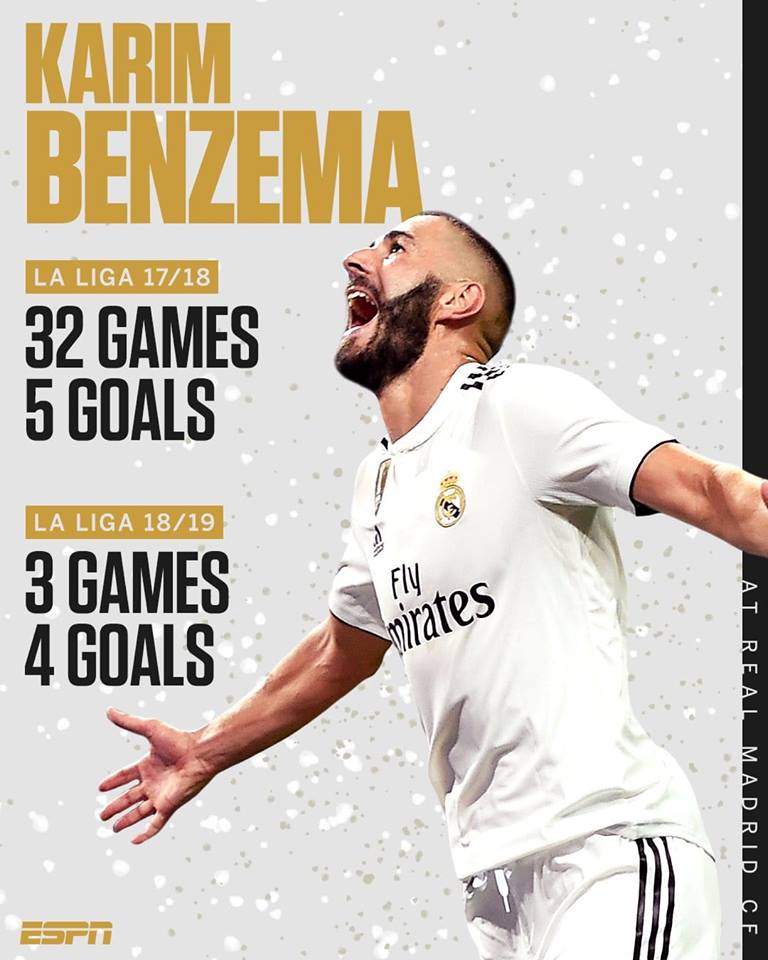 KARIM
BENZEMA
LA LIGA 17/18
32 GAMES
5 GOALS
LA LIGA 18/19
3 GAMES
4 GOALS
Fly
mirates
AT REAL MADRID CF
ESPN